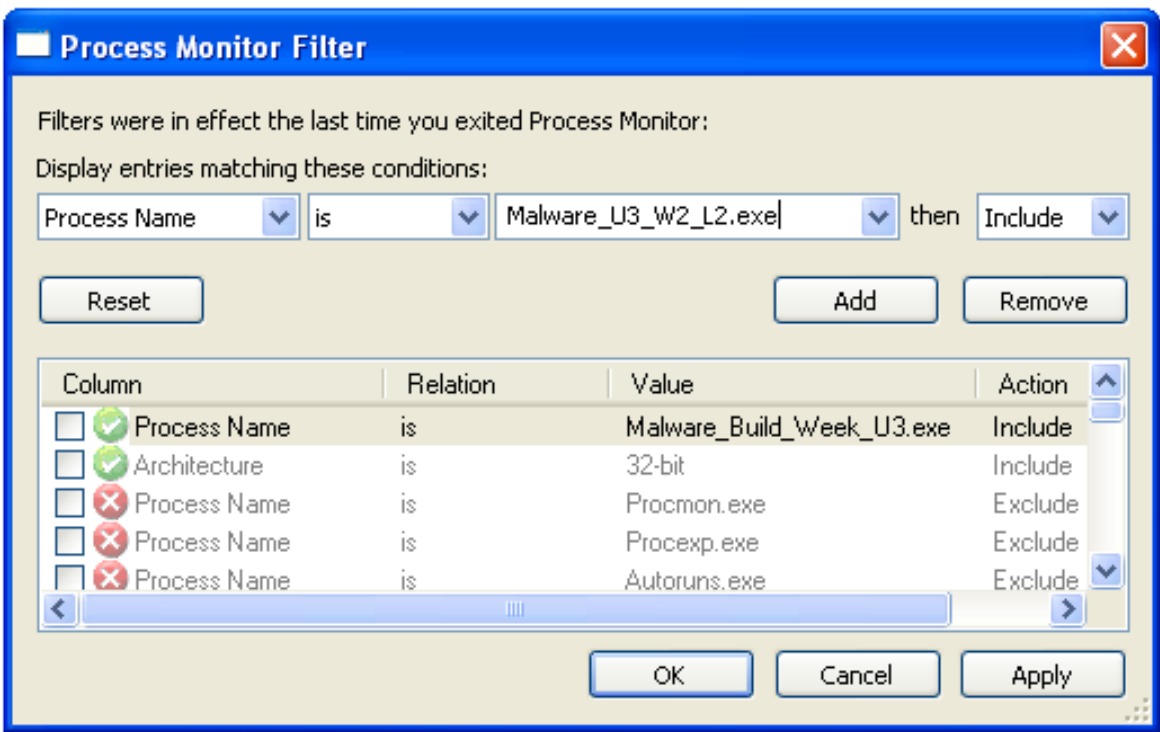 Process Monitor Filter
Filters were in effect the last time you exited Process Monitor:
Display entries matching these conditions:
Process Name is Malware_U3_W2_L2.exe then Include
Reset Add Remove
Column Relation Value Action
Process Name is Malware_Build_Week_U3.exe Include
Architecture is 32-bit Include
Process Name is Procmon.exe Exclude
Process Name is Procexp.exe Exclude
Process Name is Autoruns.exe Exclude
OK Cancel Apply